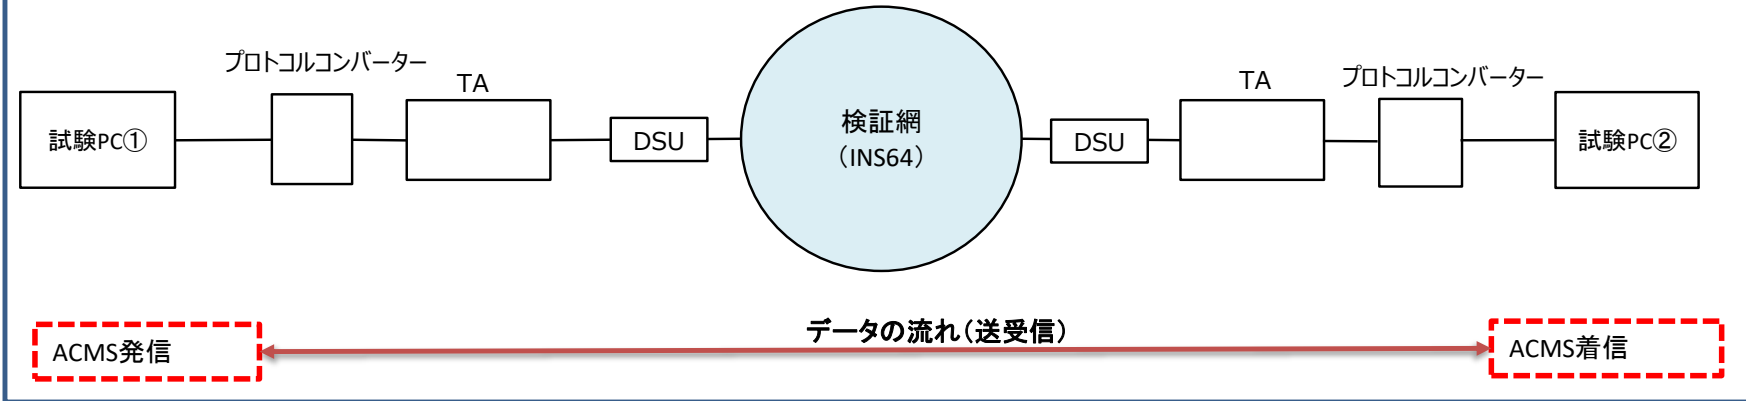 プロトコルコンバーター
TA
TA
プロトコルコンバーター
試験PC①
DSU
検証網
（INS64）
DSU
試験PC②
データの流れ（送受信）
ACMS発信
ACMS着信